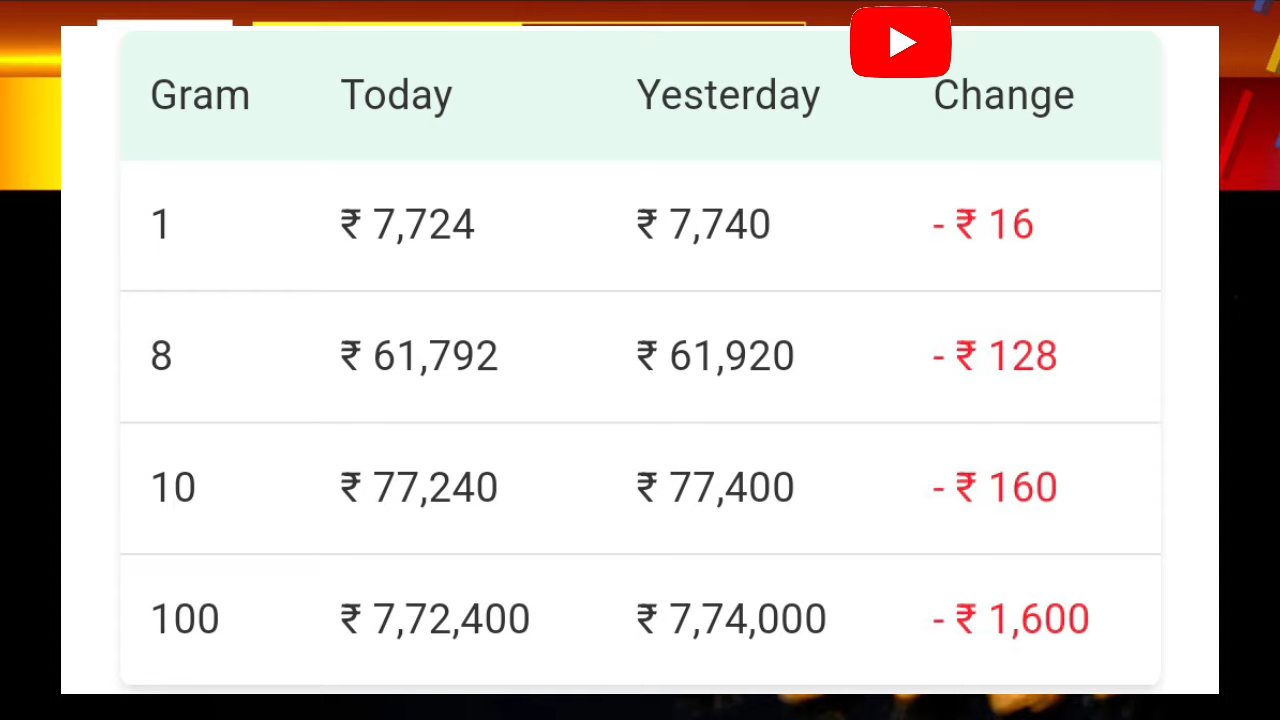 Gram Today Yesterday Change
1 ₹ 7,724 ₹ 7,740 - ₹ 16
8 ₹ 61,792 ₹ 61,920 - ₹ 128
10 ₹ 77,240 ₹ 77,400 - ₹ 160
100 ₹ 7,72,400 ₹ 7,74,000 - ₹ 1,600